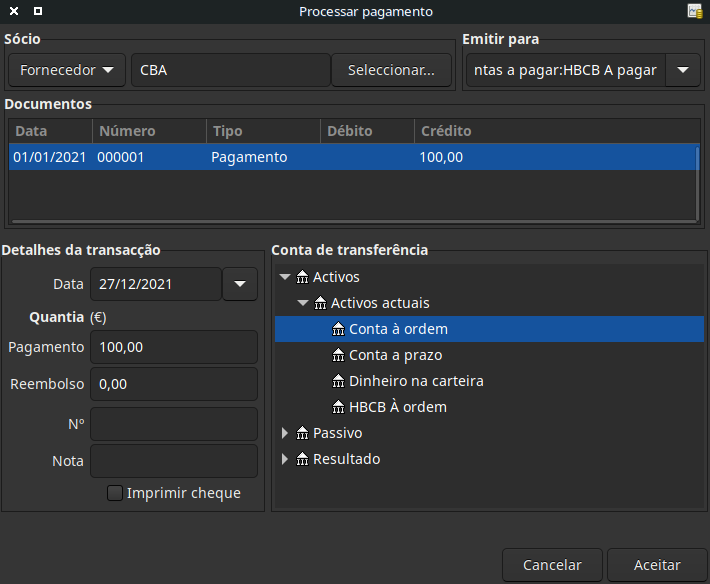 Processar pagamento
Sócio
Emitir para
Fornecedor
CBA
Seleccionar...
ntas a pagar:HBCB A pagar
Documentos
Data Número Tipo Débito Crédito
01/01/2021 000001 Pagamento 100,00
Detalhes da transacção
Data 27/12/2021
Quantia (€)
Pagamento 100,00
Reembolso 0,00
Nº
Nota
Imprimir cheque
Conta de transferência
Activos
Activos actuais
Conta à ordem
Conta a prazo
Dinheiro na carteira
HBCB À ordem
Passivo
Resultado
Cancelar
Aceitar